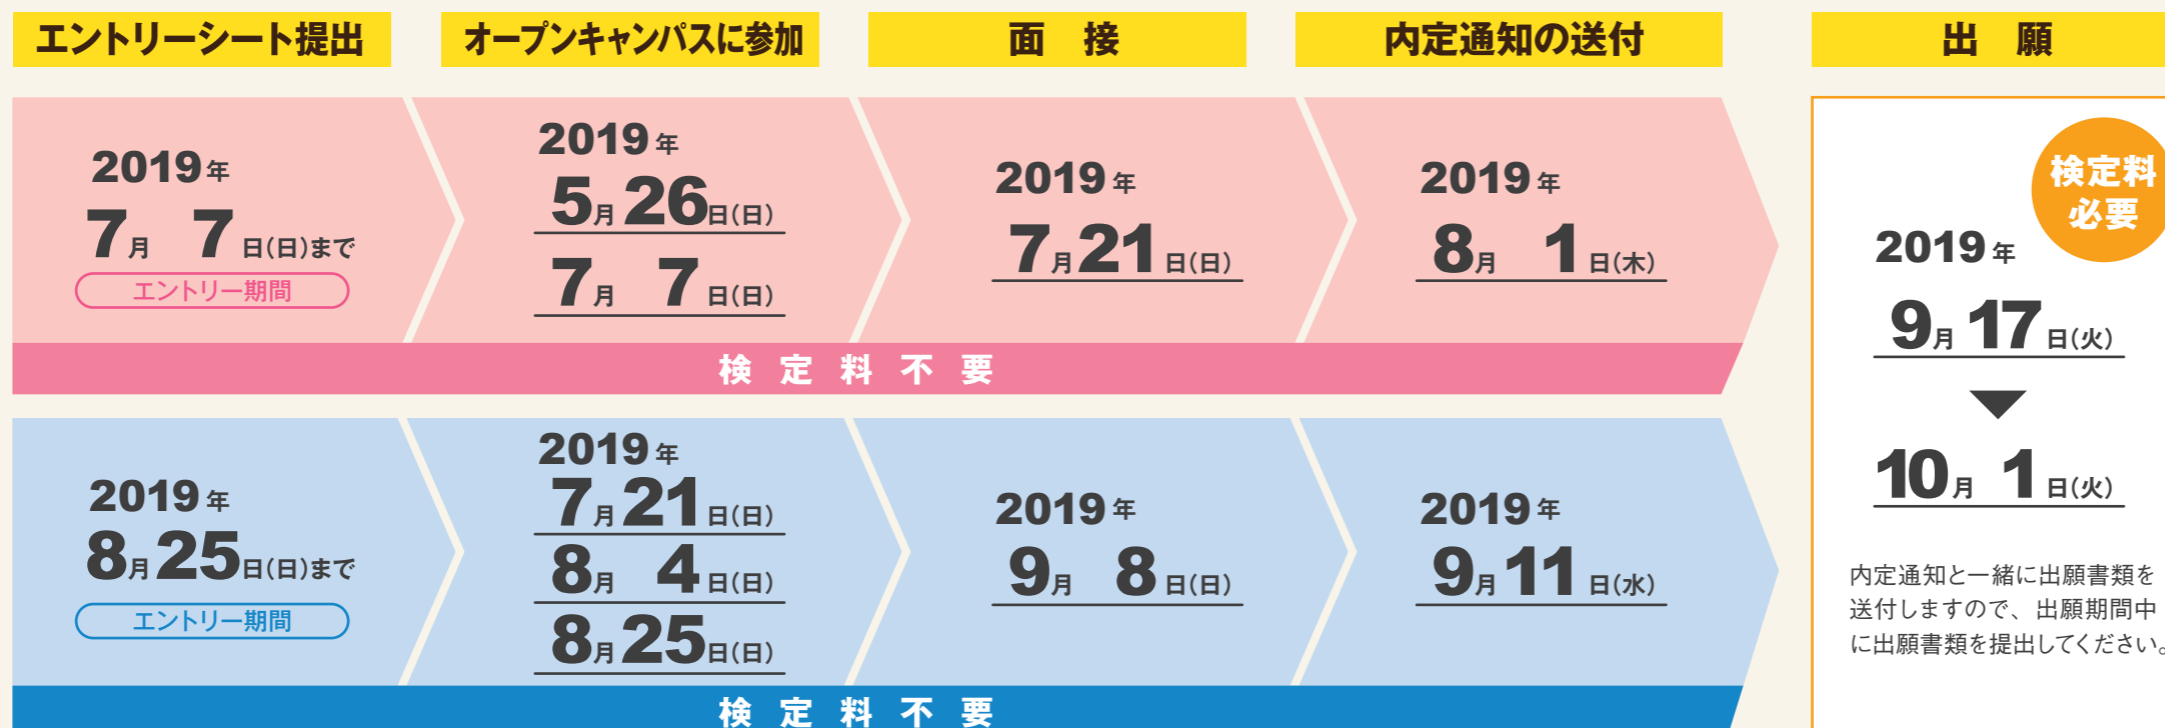 エントリーシート提出
オープンキャンパスに参加
面 接
内定通知の送付
出 願
2019年
7月 7日(日)まで
エントリー期間
2019年
5月26日(日)
7月 7日(日)
2019年
7月21日(日)
2019年
8月 1日(木)
検定料不要
2019年
8月25日(日)まで
エントリー期間
2019年
7月21日(日)
8月 4日(日)
8月25日(日)
2019年
9月 8日(日)
2019年
9月11日(水)
検定料不要
検定料
必要
2019年
9月17日(火)
10月 1日(火)
内定通知と一緒に出願書類を
送付しますので、出願期間中
に出願書類を提出してください。